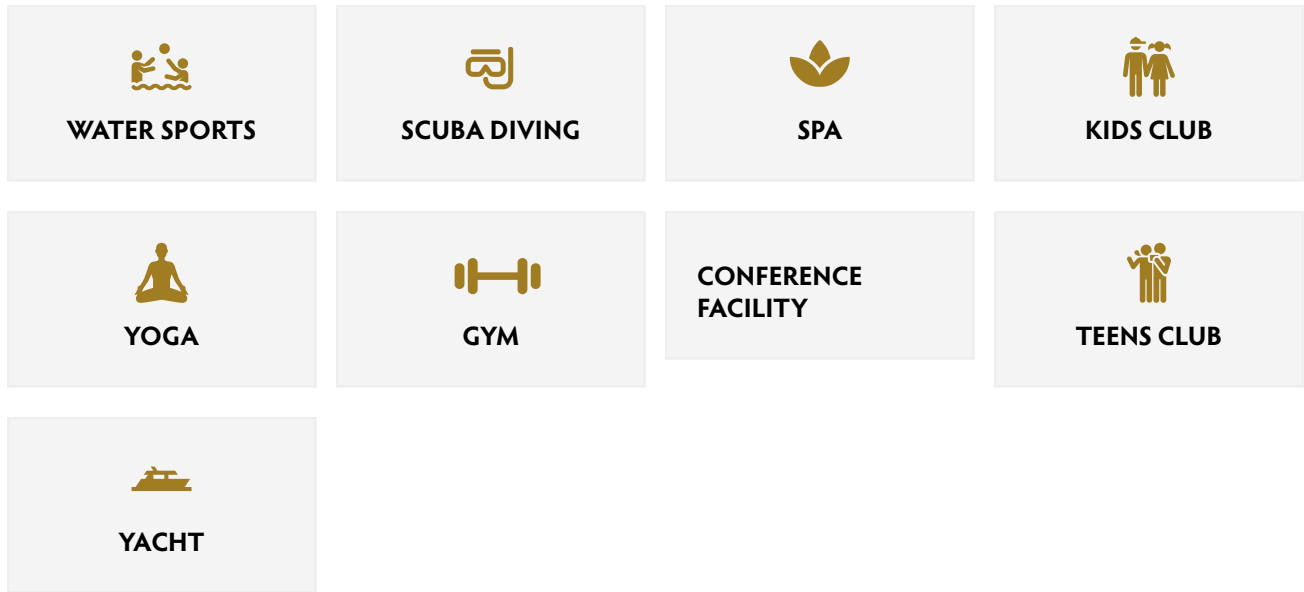 WATER SPORTS
SCUBA DIVING
SPA
KIDS CLUB
YOGA
GYM
CONFERENCE
FACILITY
TEENS CLUB
YACHT